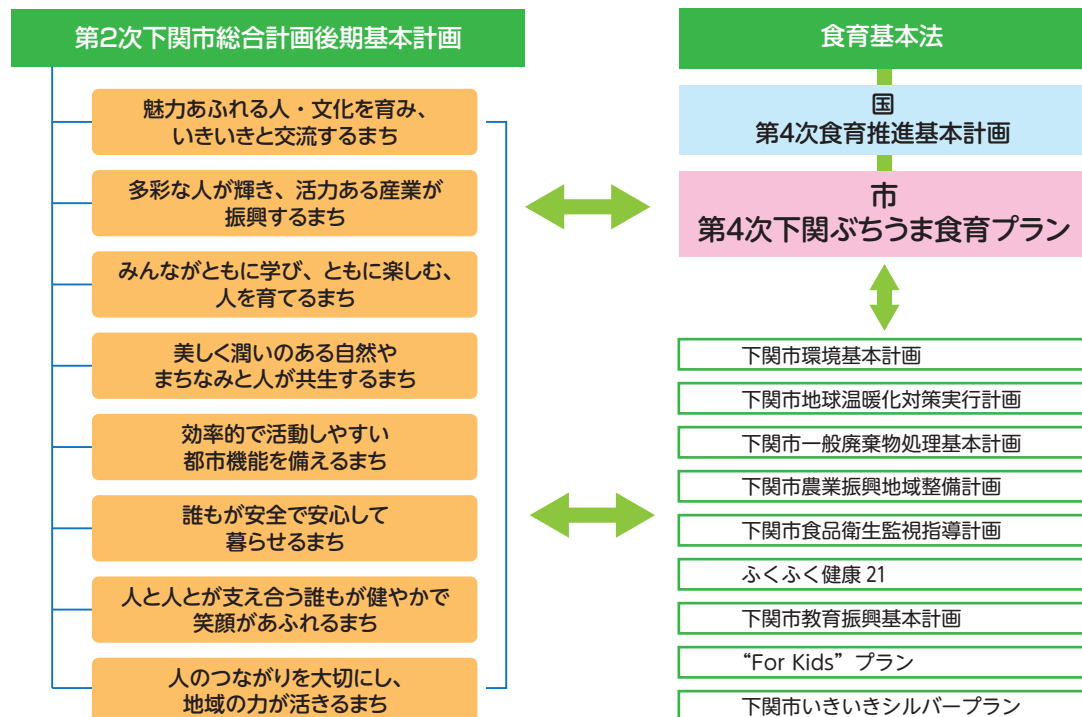 第2次下関市総合計画後期基本計画
魅力あふれる人・文化を育み、
いきいきと交流するまち
多彩な人が輝き、活力ある産業が
振興するまち
みんながともに学び、ともに楽しむ、
人を育てるまち
美しく潤いのある自然や
まちなみと人が共生するまち
効率的で活動しやすい
都市機能を備えるまち
誰もが安全で安心して
暮らせるまち
人と人とが支え合う誰もが健やかで
笑顔があふれるまち
人のつながりを大切にし、
地域の力が活きるまち
食育基本法
国
第4次食育推進基本計画
市
第4次下関ぶちうま食育プラン
下関市環境基本計画
下関市地球温暖化対策実行計画
下関市一般廃棄物処理基本計画
下関市農業振興地域整備計画
下関市食品衛生監視指導計画
ふくふく健康 21
下関市教育振興基本計画
“For Kids”プラン
下関市いきいきシルバープラン